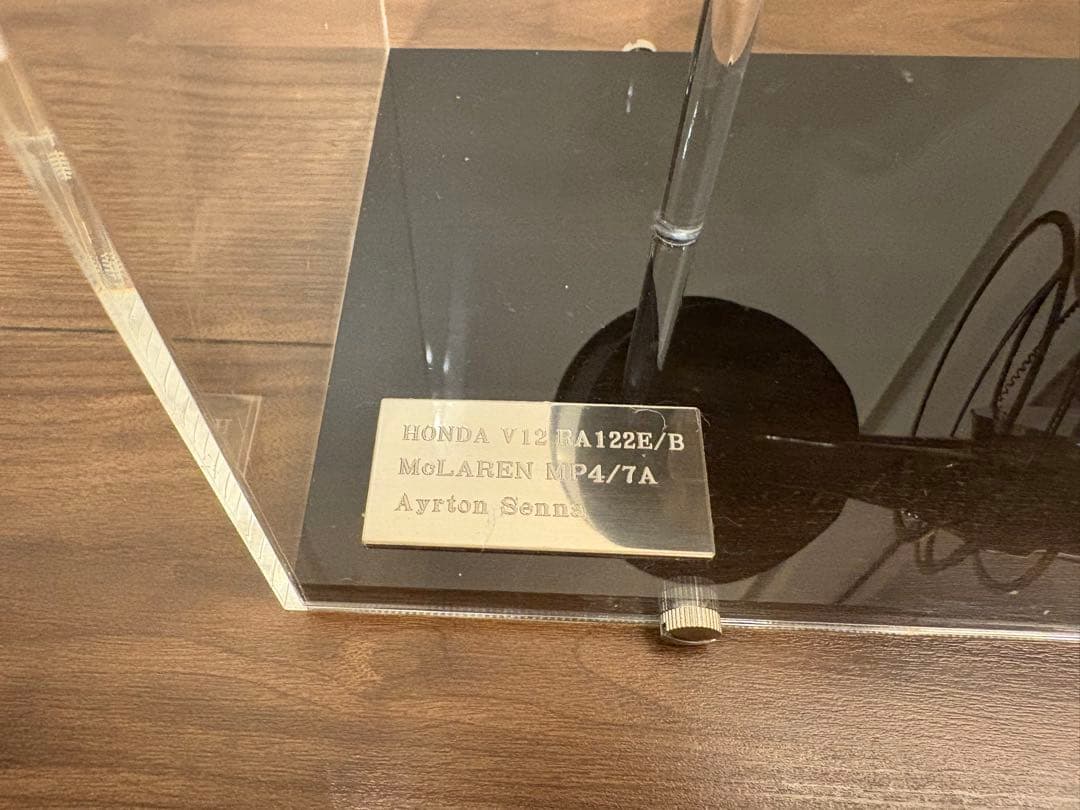 HONDA V12 RA122E/B
McLAREN MP4/7A
Ayrton Senna